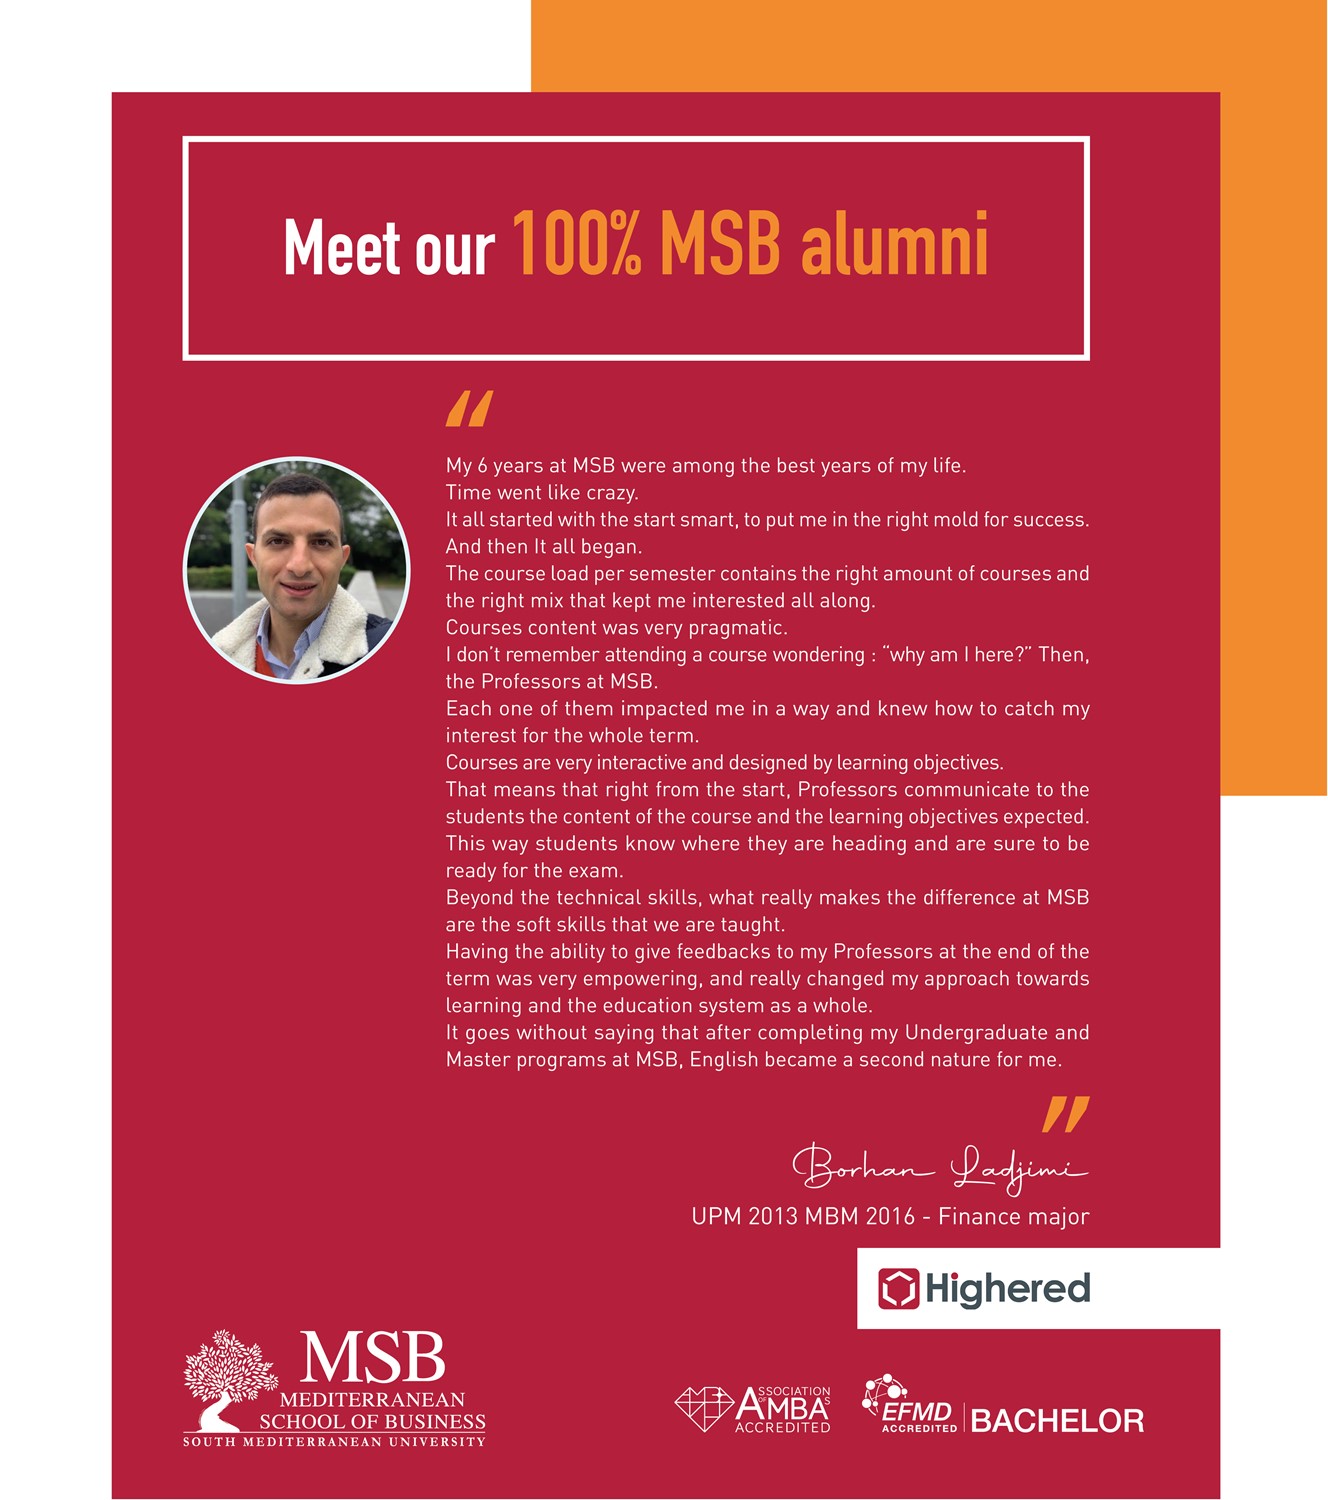 Meet our 100% MSB alumni
“
My 6 years at MSB were among the best years of my life.
Time went like crazy.
It all started with the start smart, to put me in the right mold for success.
And then It all began.
The course load per semester contains the right amount of courses and
the right mix that kept me interested all along.
Courses content was very pragmatic.
I don’t remember attending a course wondering : “why am I here?” Then,
the Professors at MSB.
Each one of them impacted me in a way and knew how to catch my
interest for the whole term.
Courses are very interactive and designed by learning objectives.
That means that right from the start, Professors communicate to the
students the content of the course and the learning objectives expected.
This way students know where they are heading and are sure to be
ready for the exam.
Beyond the technical skills, what really makes the difference at MSB
are the soft skills that we are taught.
Having the ability to give feedbacks to my Professors at the end of the
term was very empowering, and really changed my approach towards
learning and the education system as a whole.
It goes without saying that after completing my Undergraduate and
Master programs at MSB, English became a second nature for me.
”
Borhan Ladjimi
UPM 2013 MBM 2016 - Finance major
Highered
MSB
MEDITERRANEAN
SCHOOL OF BUSINESS
SOUTH MEDITERRANEAN UNIVERSITY
ASSOCIATION
OF AMBA'S
ACCREDITED
EFMD
ACCREDITED
BACHELOR